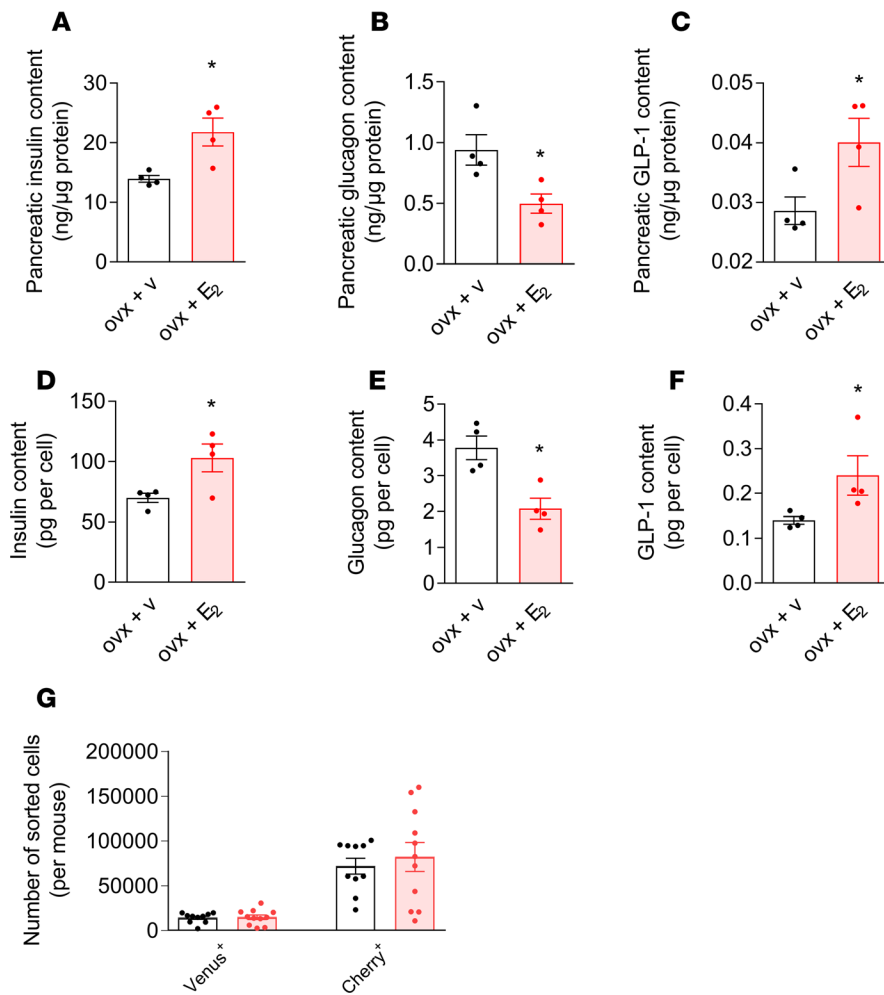 A
Pancreatic insulin content
(ng/μg protein)
30
20
10
0
*
ovx + v
ovx + E₂
B
Pancreatic glucagon content
(ng/μg protein)
1.5
1.0
0.5
0.0
*
ovx + v
ovx + E₂
C
Pancreatic GLP-1 content
(ng/μg protein)
0.05
0.04
0.03
0.02
*
ovx + v
ovx + E₂
D
Insulin content
(pg per cell)
150
100
50
0
*
ovx + v
ovx + E₂
E
Glucagon content
(pg per cell)
5
4
3
2
1
0
*
ovx + v
ovx + E₂
F
GLP-1 content
(pg per cell)
0.4
0.3
0.2
0.1
0.0
*
ovx + v
ovx + E₂
G
Number of sorted cells
(per mouse)
200000
150000
100000
50000
0
Venus⁺
Cherry⁺